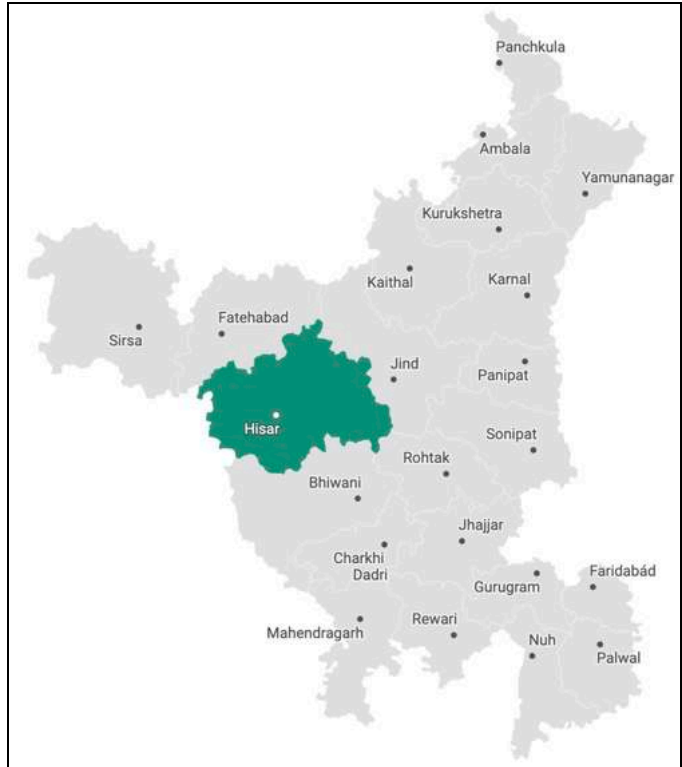 Panchkula
Ambala
Yamunanagar
Kurukshetra
Kaithal
Karnal
Fatehabad
Sirsa
Jind
Panipat
Hisar
Sonipat
Rohtak
Bhiwani
Jhajjar
Charkhi
Dadri
Faridabád
Gurugram
Rewari
Mahendragarh
Nuh
Palwal